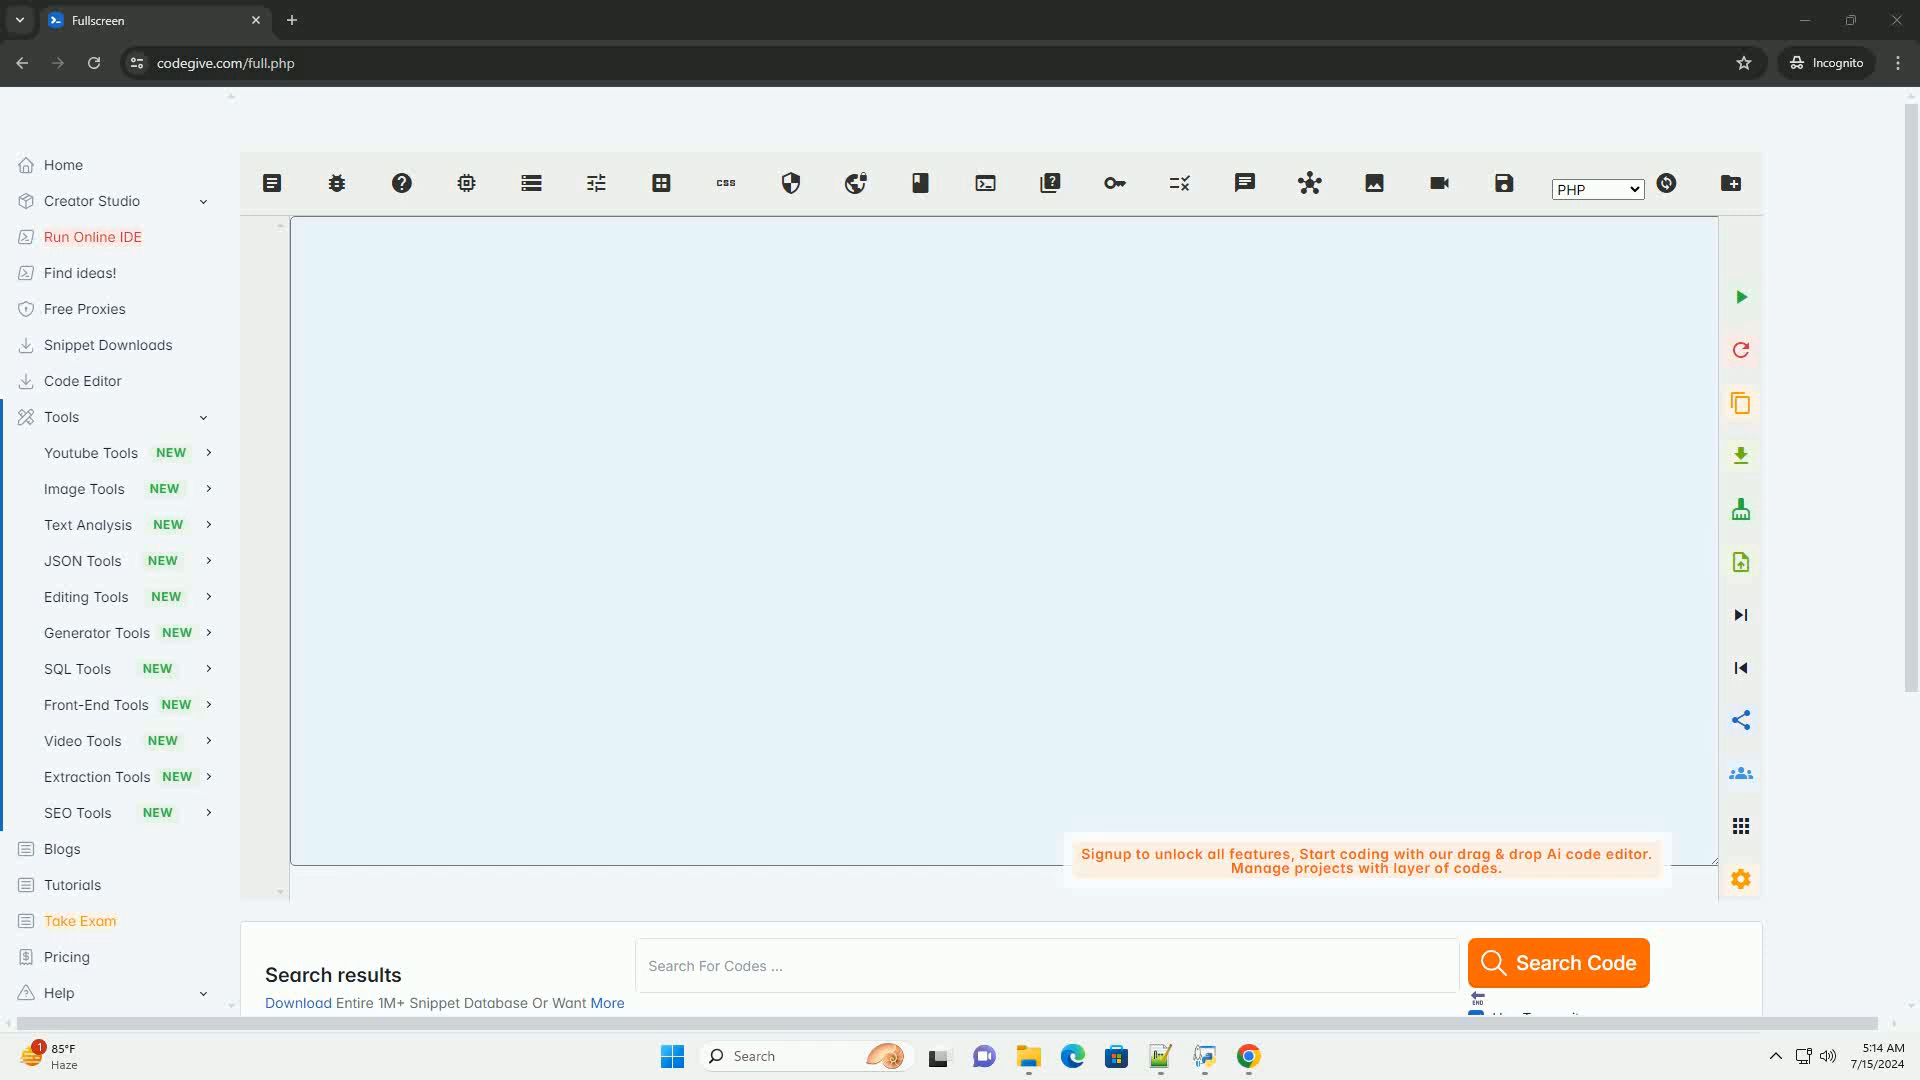 Fullscreen
codegive.com/full.php
Incognito
Home
Creator Studio
Run Online IDE
Find ideas!
Free Proxies
Snippet Downloads
Code Editor
Tools
Youtube Tools NEW
Image Tools NEW
Text Analysis NEW
JSON Tools NEW
Editing Tools NEW
Generator Tools NEW
SQL Tools NEW
Front-End Tools NEW
Video Tools NEW
Extraction Tools NEW
SEO Tools NEW
Blogs
Tutorials
Take Exam
Pricing
Help
CSS
PHP
Signup to unlock all features, Start coding with our drag & drop Ai code editor.
Manage projects with layer of codes.
Search results
Download Entire 1M+ Snippet Database Or Want More
Search For Codes ...
Search Code
END
1
85°F
Haze
Search
5:14 AM
7/15/2024